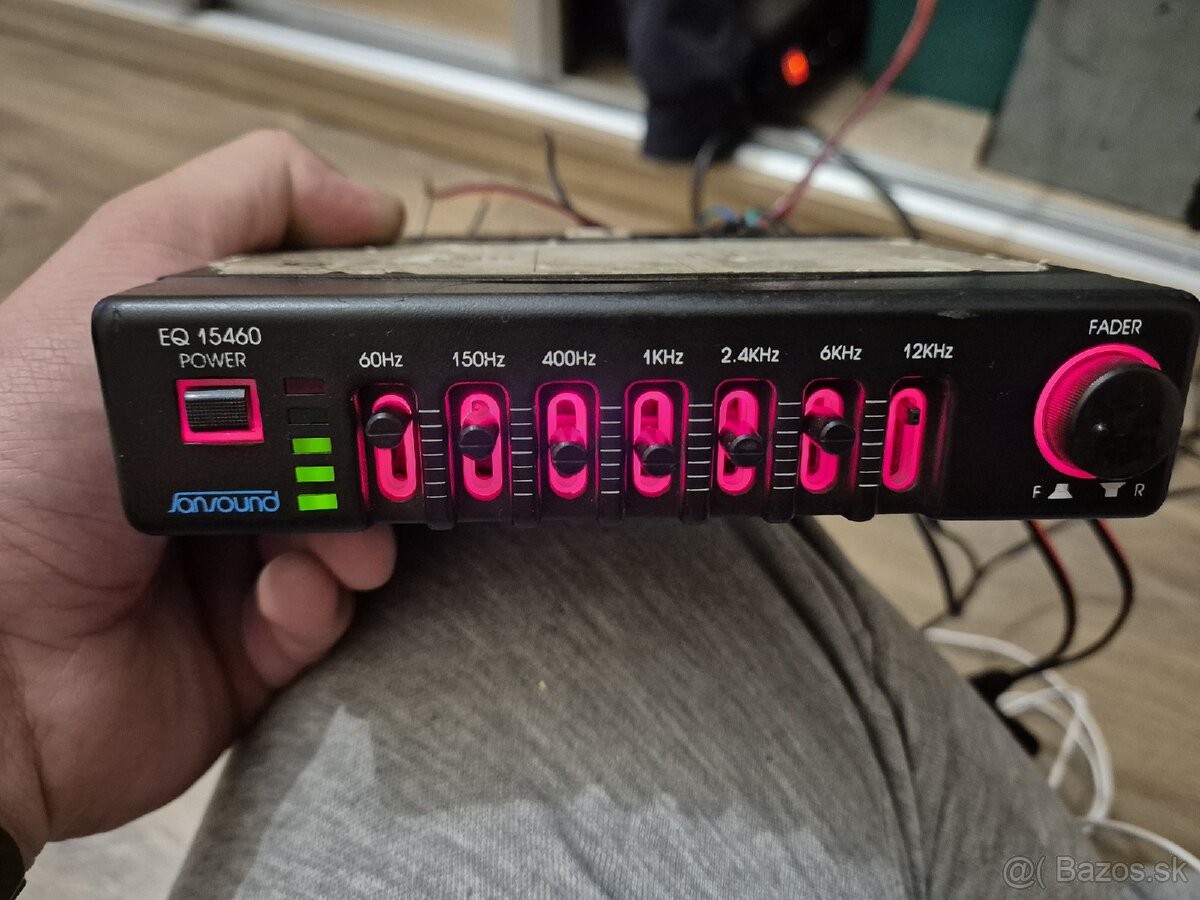 EQ 15460
POWER
60Hz 150Hz 400Hz 1KHz 2.4KHz 6KHz 12KHz
FADER
Sansound
F R
@( Bazos.sk